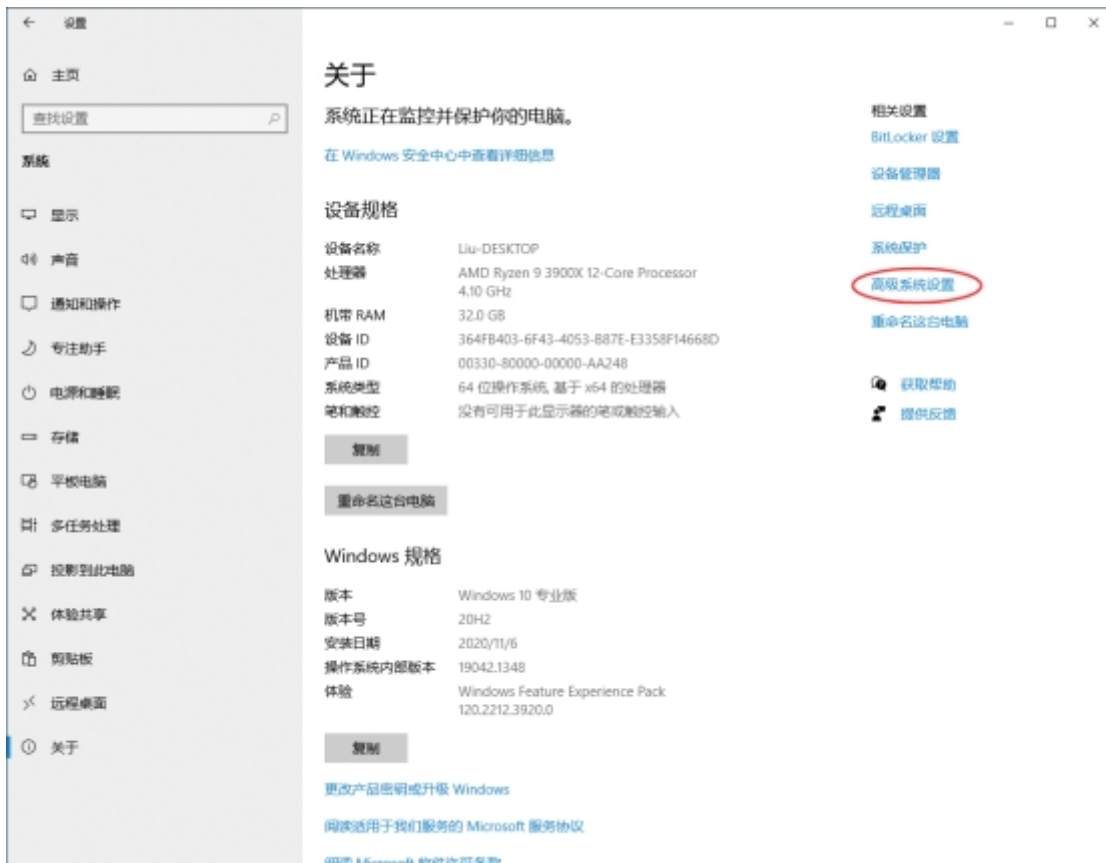 设置
主页
查找设置
系统
显示
声音
通知和操作
专注助手
电源和睡眠
存储
平板电脑
多任务处理
投影到此电脑
体验共享
剪贴板
远程桌面
关于
关于
系统正在监控并保护你的电脑。
在 Windows 安全中心中查看详细信息
设备规格
设备名称 Liu-DESKTOP
处理器 AMD Ryzen 9 3900X 12-Core Processor
4.10 GHz
机带 RAM 32.0 GB
设备 ID 364FB403-6F43-4053-B87E-E3358F14668D
产品 ID 00330-80000-00000-AA248
系统类型 64 位操作系统, 基于 x64 的处理器
笔和触控 没有可用于此显示器的笔或触控输入
复制
重命名这台电脑
Windows 规格
版本 Windows 10 专业版
版本号 20H2
安装日期 2020/11/6
操作系统内部版本 19042.1348
体验 Windows Feature Experience Pack
120.2212.3920.0
复制
更改产品密钥或升级 Windows
阅读适用于我们服务的 Microsoft 服务协议
阅读 Microsoft 软件许可条款
相关设置
BitLocker 设置
设备管理器
远程桌面
系统保护
高级系统设置
重命名这台电脑
获取帮助
提供反馈